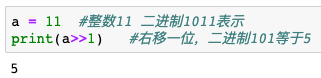 a = 11  #整数11 二进制1011表示
print(a>>1)   #右移一位，二进制101等于5
5